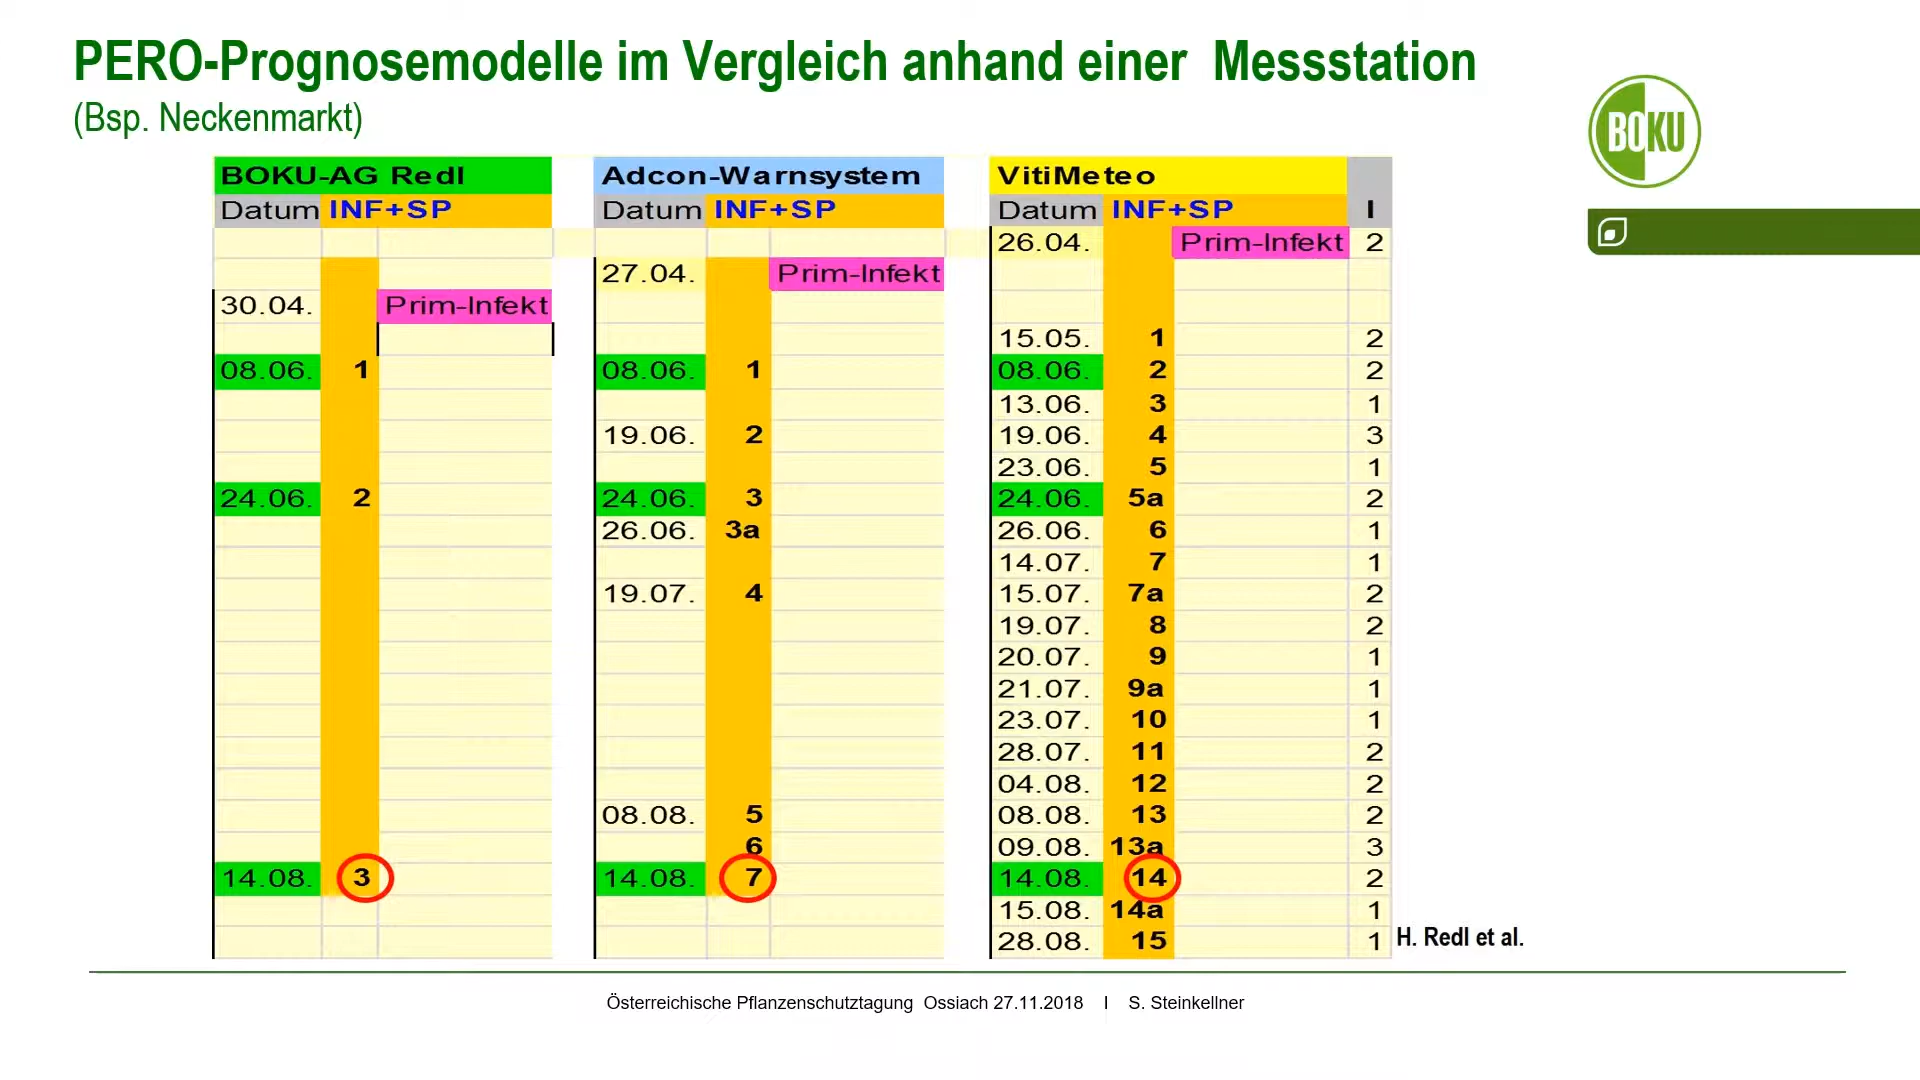 PERO-Prognosemodelle im Vergleich anhand einer Messstation
(Bsp. Neckenmarkt)
BOKU
BOKU-AG Redl Adcon-Warnsystem VitiMeteo
Datum INF+SP Datum INF+SP Datum INF+SP I
26.04. Prim-Infekt 2
27.04. Prim-Infekt
30.04. Prim-Infekt
15.05. 1 2
08.06. 1 08.06. 1 08.06. 2 2
13.06. 3 1
19.06. 2 19.06. 4 3
23.06. 5 1
24.06. 2 24.06. 3 24.06. 5a 2
26.06. 3a 26.06. 6 1
14.07. 7 1
15.07. 7a 2
19.07. 4 19.07. 8 2
20.07. 9 1
21.07. 9a 1
23.07. 10 1
28.07. 11 2
04.08. 12 2
08.08. 5 08.08. 13 2
6 09.08. 13a 3
14.08. 3 14.08. 7 14.08. 14 2
15.08. 14a 1
28.08. 15 1
H. Redl et al.
Österreichische Pflanzenschutztagung Ossiach 27.11.2018 I S. Steinkellner